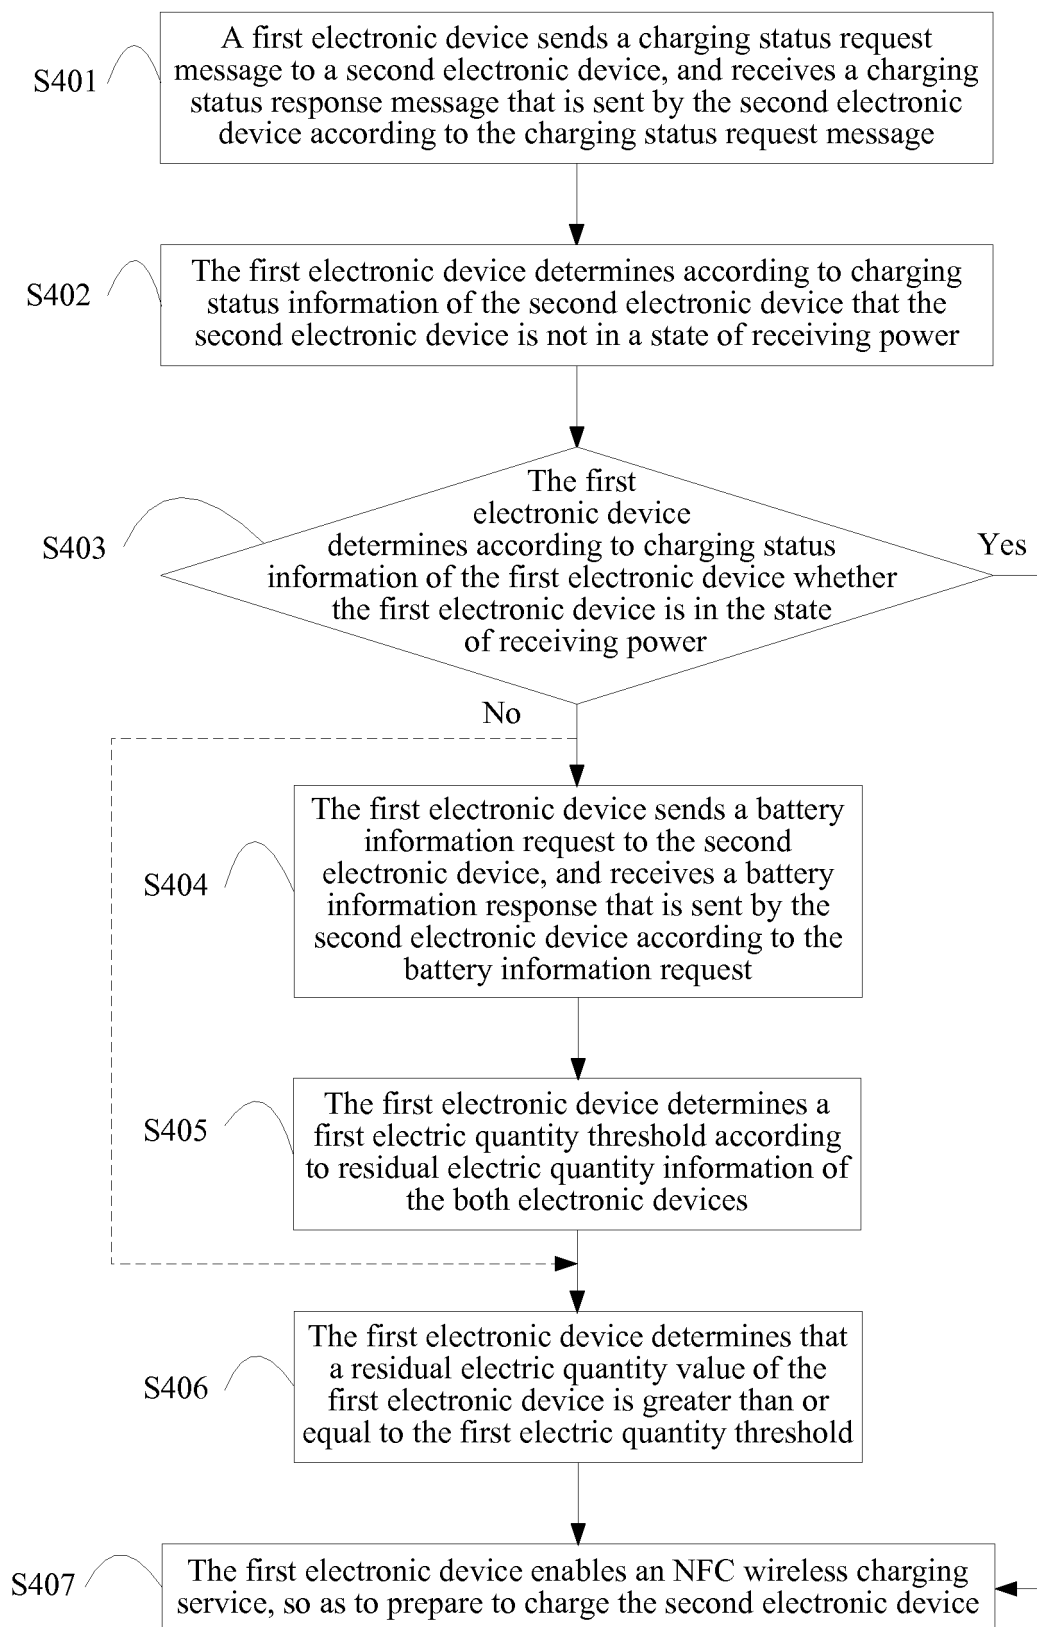 A first electronic device sends a charging status request
message to a second electronic device, and receives a charging
status response message that is sent by the second electronic
device according to the charging status request message
S401
The first electronic device determines according to charging
status information of the second electronic device that the
second electronic device is not in a state of receiving power
S402
The first
electronic device
determines according to charging status
information of the first electronic device whether
the first electronic device is in the state
of receiving power
S403
Yes
No
The first electronic device sends a battery
information request to the second
electronic device, and receives a battery
information response that is sent by the
second electronic device according to the
battery information request
S404
The first electronic device determines a
first electric quantity threshold according
to residual electric quantity information of
the both electronic devices
S405
The first electronic device determines that
a residual electric quantity value of the
first electronic device is greater than or
equal to the first electric quantity threshold
S406
The first electronic device enables an NFC wireless charging
service, so as to prepare to charge the second electronic device
S407